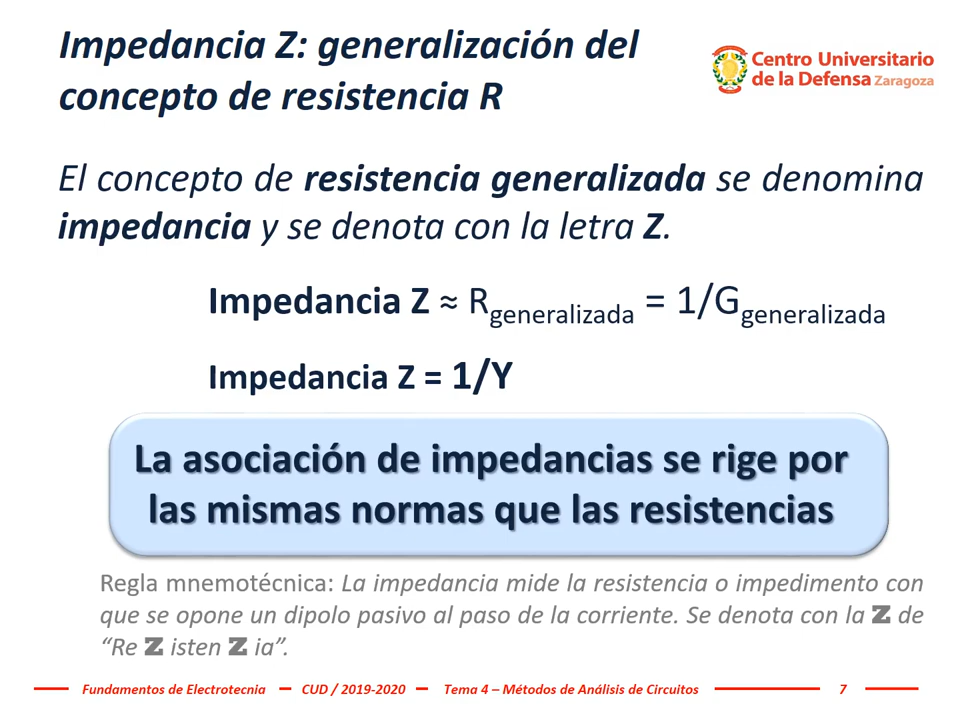 Impedancia Z: generalización del
concepto de resistencia R
Centro Universitario
de la Defensa Zaragoza
El concepto de resistencia generalizada se denomina
impedancia y se denota con la letra Z.
Impedancia Z ≈ Rgeneralizada = 1/Ggeneralizada
Impedancia Z = 1/Y
La asociación de impedancias se rige por
las mismas normas que las resistencias
Regla mnemotécnica: La impedancia mide la resistencia o impedimento con
que se opone un dipolo pasivo al paso de la corriente. Se denota con la Z de
“Re Z isten Z ia”.
Fundamentos de Electrotecnia – CUD / 2019-2020 – Tema 4 – Métodos de Análisis de Circuitos 7